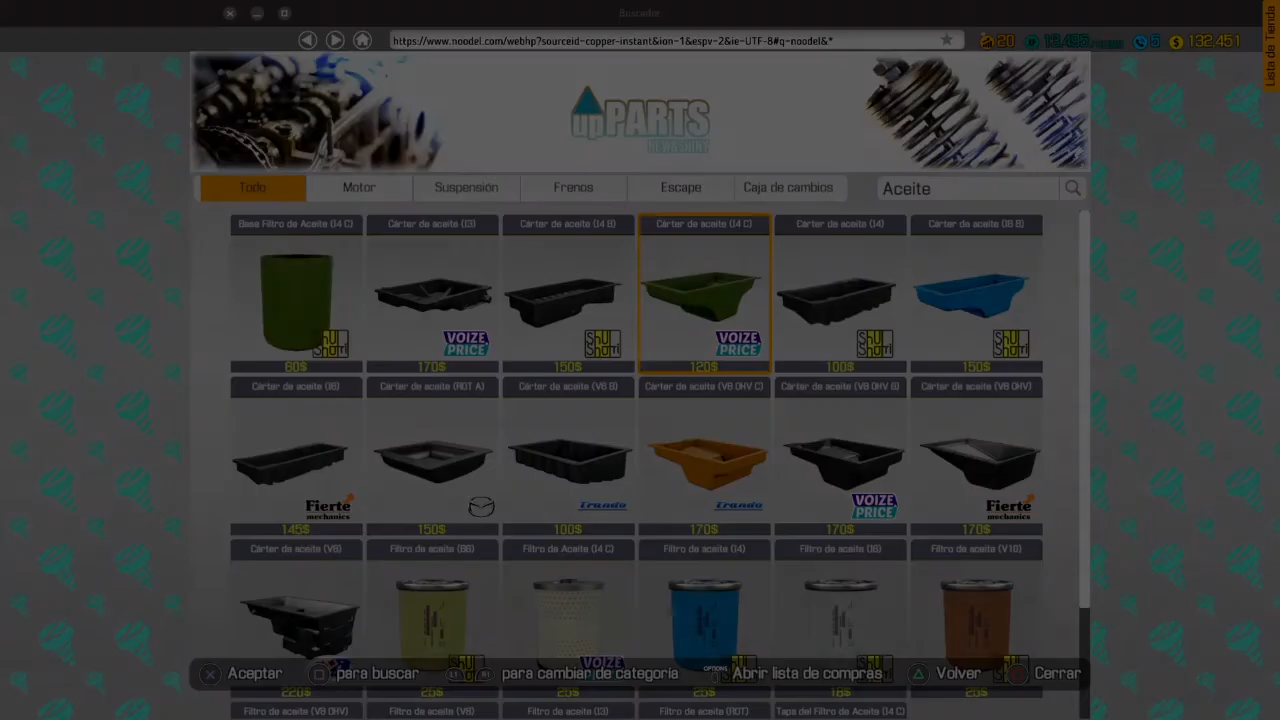 Buscador
https://www.noodel.com/webhp?sourceid-copper-instant&ion-1&espv-2&ie-UTF-8#q-noodel&*
20
5
132,451
Lista de Tienda
upPARTS
Todo
Motor
Suspensión
Frenos
Escape
Caja de cambios
Aceite
Base Filtro de Aceite (I4 C)
Cárter de aceite (I3)
Cárter de aceite (I4 B)
Cárter de aceite (I4 C)
Cárter de aceite (I4)
Cárter de aceite (I6 B)
VOIZE PRICE
VOIZE PRICE
60$
170$
150$
120$
100$
150$
Cárter de aceite (I6)
Cárter de aceite (ROT A)
Cárter de aceite (V6 B)
Cárter de aceite (V8 OHV C)
Cárter de aceite (V8 OHV B)
Cárter de aceite (V8 OHV)
Fierte mechanics
Trando
Trando
VOIZE PRICE
Fierte mechanics
145$
150$
100$
170$
170$
170$
Cárter de aceite (V6)
Filtro de aceite (B6)
Filtro de Aceite (I4 C)
Filtro de aceite (I4)
Filtro de aceite (I6)
Filtro de aceite (V10)
VOIZE
Aceptar
para buscar
L1
R1
para cambiar de categoría
OPTIONS
Abrir lista de compras
Volver
Cerrar
220$
25$
25$
25$
18$
25$
Filtro de aceite (V8 OHV)
Filtro de aceite (V8)
Filtro de aceite (I3)
Filtro de aceite (ROT)
Tapa del Filtro de Aceite (I4 C)